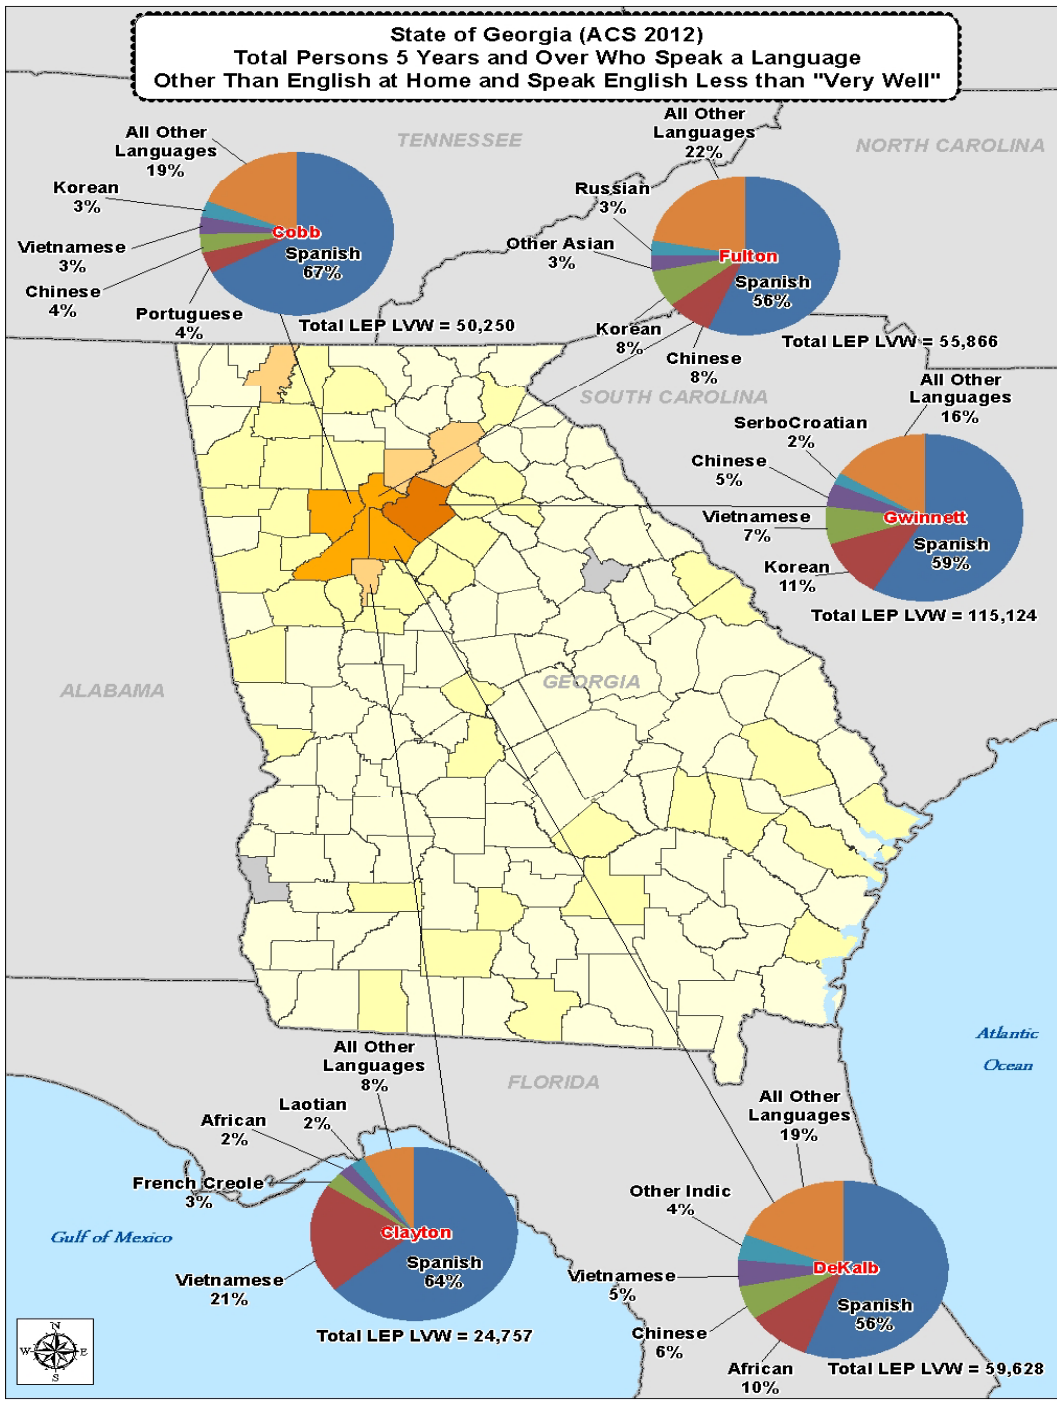 State of Georgia (ACS 2012)
Total Persons 5 Years and Over Who Speak a Language
Other Than English at Home and Speak English Less than "Very Well"
TENNESSEE
NORTH CAROLINA
SOUTH CAROLINA
ALABAMA
GEORGIA
FLORIDA
Atlantic
Ocean
Gulf of Mexico
All Other
Languages
19%
Korean
3%
Vietnamese
3%
Chinese
4%
Portuguese
4%
Cobb
Spanish
67%
Total LEP LVW = 50,250
All Other
Languages
22%
Russian
3%
Other Asian
3%
Korean
8%
Chinese
8%
Fulton
Spanish
56%
Total LEP LVW = 55,866
All Other
Languages
16%
SerboCroatian
2%
Chinese
5%
Vietnamese
7%
Korean
11%
Gwinnett
Spanish
59%
Total LEP LVW = 115,124
All Other
Languages
8%
Laotian
2%
African
2%
French Creole
3%
Vietnamese
21%
Clayton
Spanish
64%
Total LEP LVW = 24,757
All Other
Languages
19%
Other Indic
4%
Vietnamese
5%
Chinese
6%
African
10%
DeKalb
Spanish
56%
Total LEP LVW = 59,628
N
W
E
S